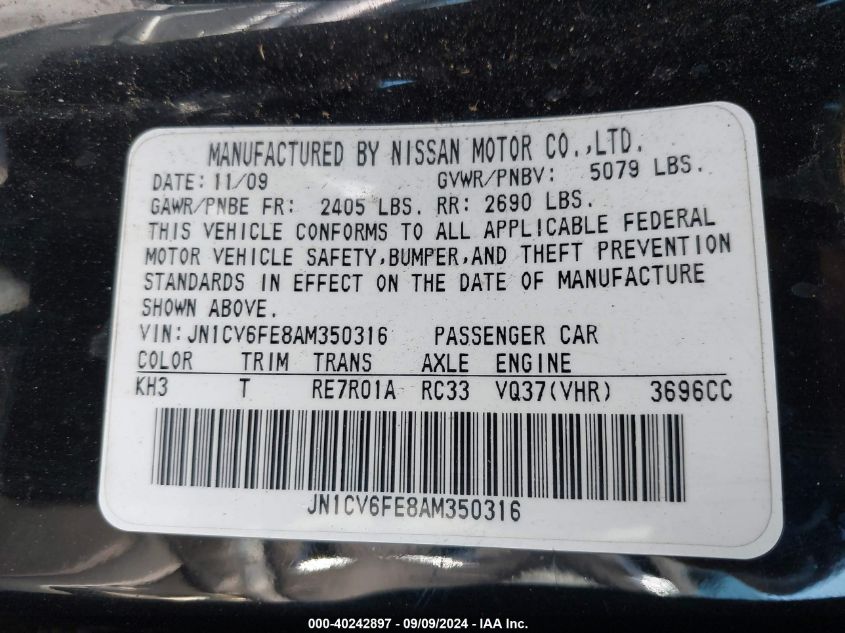 MANUFACTURED BY NISSAN MOTOR CO.,LTD.
DATE: 11/09 GVWR/PNBV: 5079 LBS.
GAWR/PNBE FR: 2405 LBS. RR: 2690 LBS.
THIS VEHICLE CONFORMS TO ALL APPLICABLE FEDERAL
MOTOR VEHICLE SAFETY,BUMPER,AND THEFT PREVENTION
STANDARDS IN EFFECT ON THE DATE OF MANUFACTURE
SHOWN ABOVE.
VIN:JN1CV6FE8AM350316 PASSENGER CAR
COLOR TRIM TRANS AXLE ENGINE
KH3 T RE7R01A RC33 VQ37(VHR) 3696CC
JN1CV6FE8AM350316
000-40242897 - 09/09/2024 - IAA Inc.